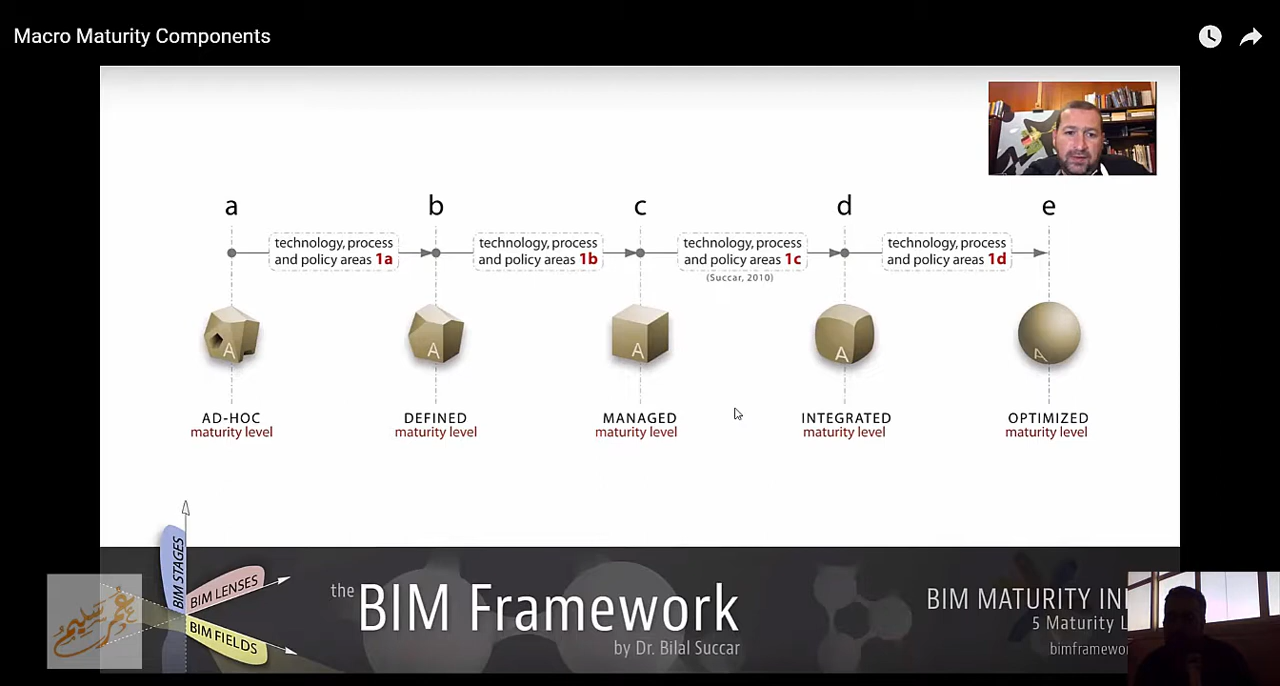 Macro Maturity Components
a
b
c
d
e
technology, process
and policy areas 1a
technology, process
and policy areas 1b
technology, process
and policy areas 1c
(Succar, 2010)
technology, process
and policy areas 1d
A
A
A
A
A
AD-HOC
maturity level
DEFINED
maturity level
MANAGED
maturity level
INTEGRATED
maturity level
OPTIMIZED
maturity level
BIM STAGES
BIM LENSES
BIM FIELDS
عمر سليم
the BIM Framework
by Dr. Bilal Succar
BIM MATURITY IN
5 Maturity L
bimframewor